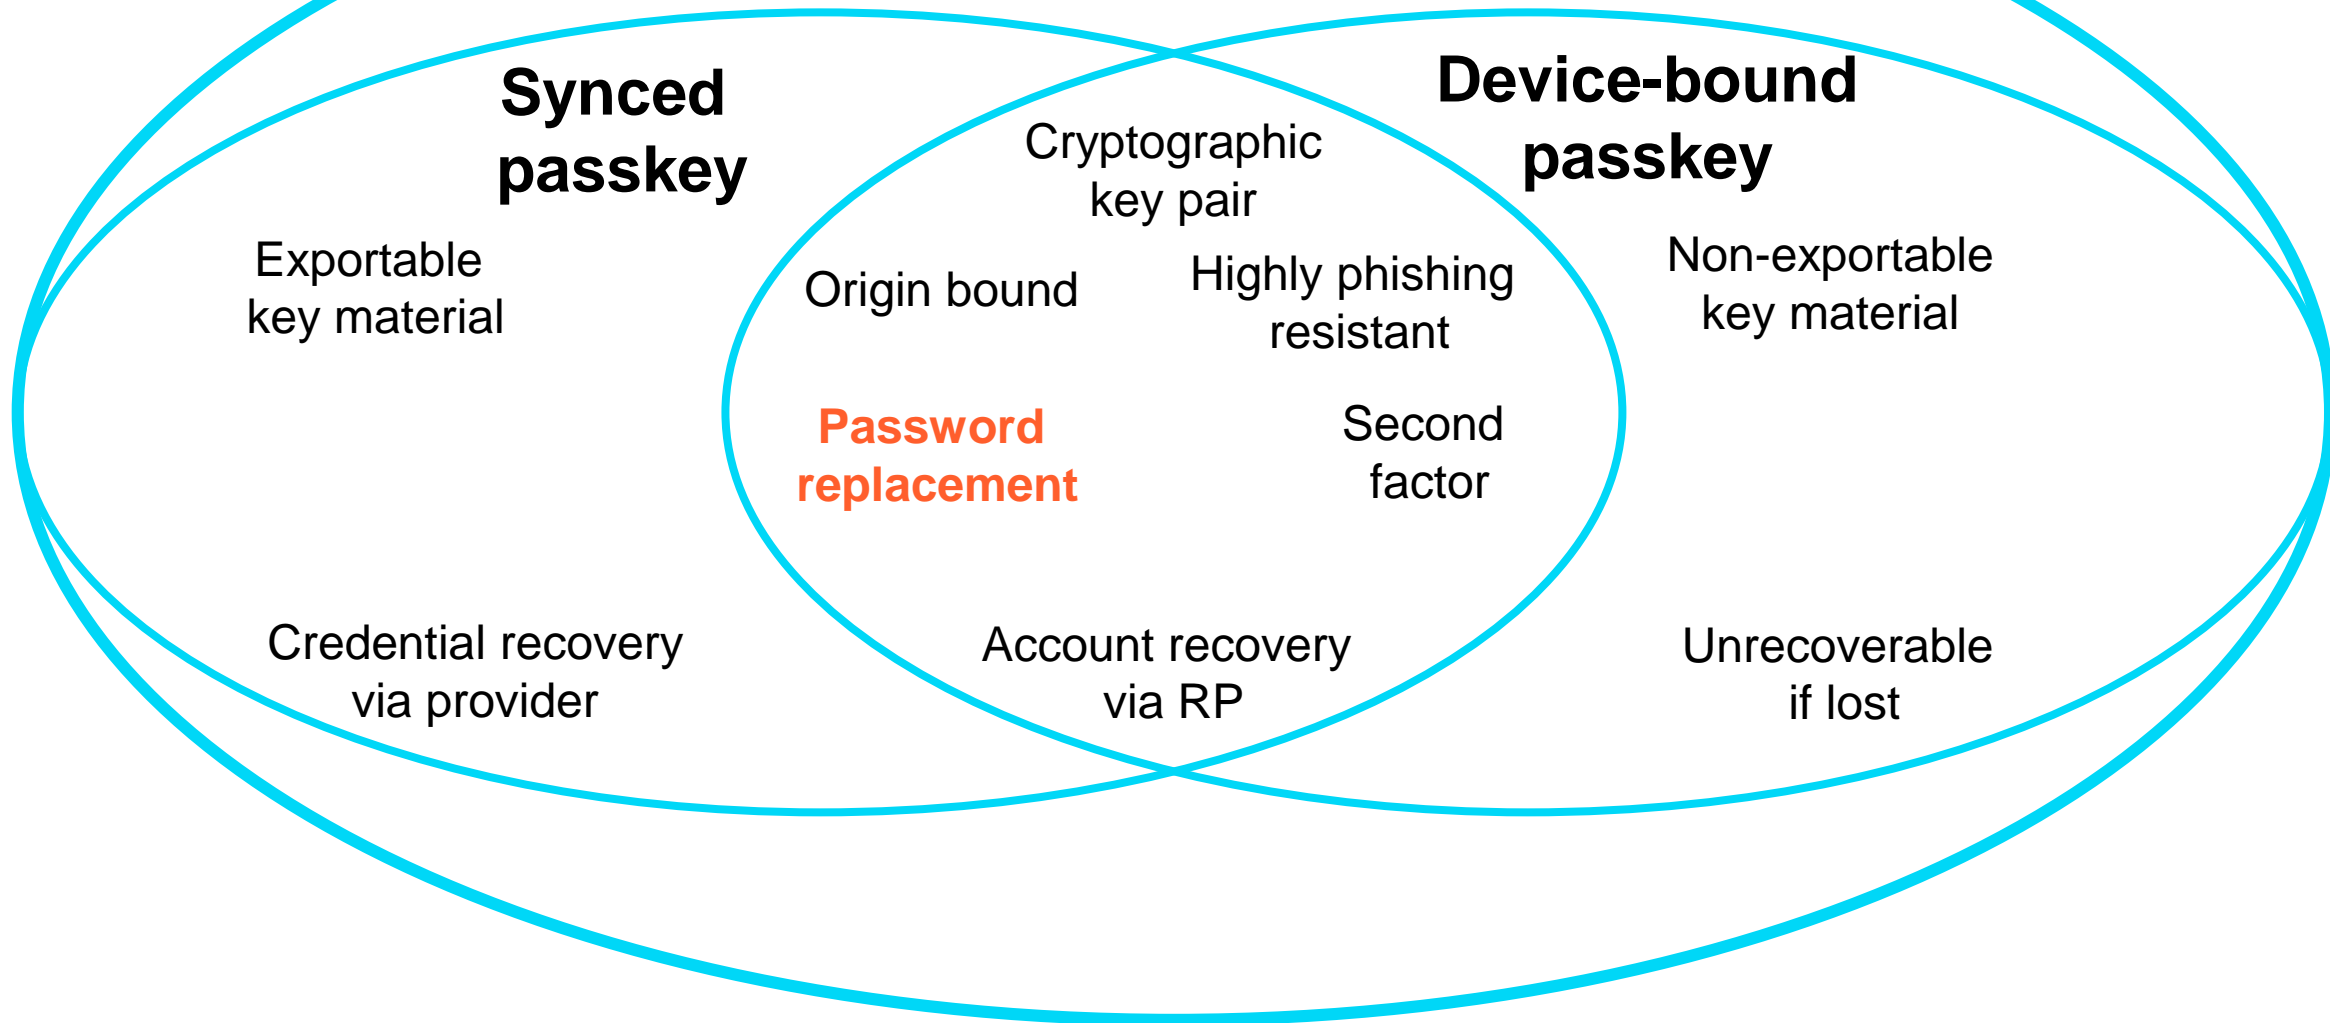 Synced
passkey
Device-bound
passkey
Cryptographic
key pair
Exportable
key material
Origin bound
Highly phishing
resistant
Non-exportable
key material
Password
replacement
Second
factor
Credential recovery
via provider
Account recovery
via RP
Unrecoverable
if lost